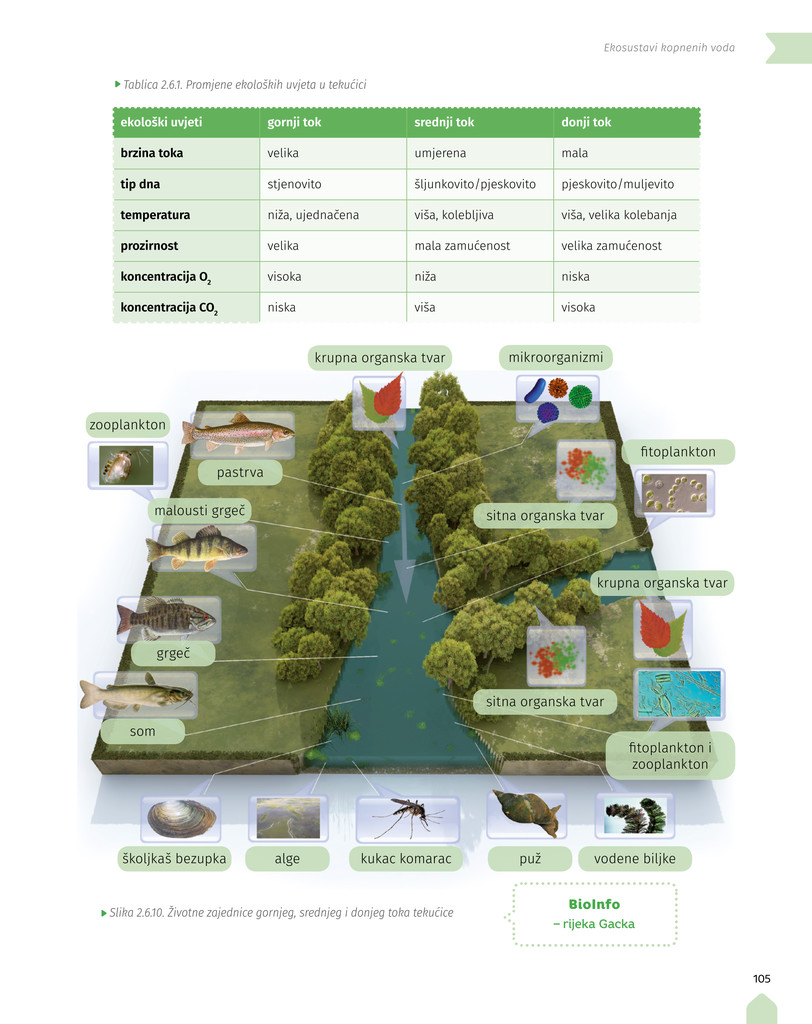 Ekosustavi kopnenih voda
Tablica 2.6.1. Promjene ekoloških uvjeta u tekućici
ekološki uvjeti gornji tok srednji tok donji tok
brzina toka velika umjerena mala
tip dna stjenovito šljunkovito/pjeskovito pjeskovito/muljevito
temperatura niža, ujednačena viša, kolebljiva viša, velika kolebanja
prozirnost velika mala zamućenost velika zamućenost
koncentracija O₂ visoka niža niska
koncentracija CO₂ niska viša visoka
krupna organska tvar
mikroorganizmi
zooplankton
fitoplankton
pastrva
malousti grgeč
sitna organska tvar
krupna organska tvar
grgeč
sitna organska tvar
som
fitoplankton i
zooplankton
školjkaš bezupka
alge
kukac komarac
puž
vodene biljke
Slika 2.6.10. Životne zajednice gornjeg, srednjeg i donjeg toka tekućice
BioInfo
– rijeka Gacka
105